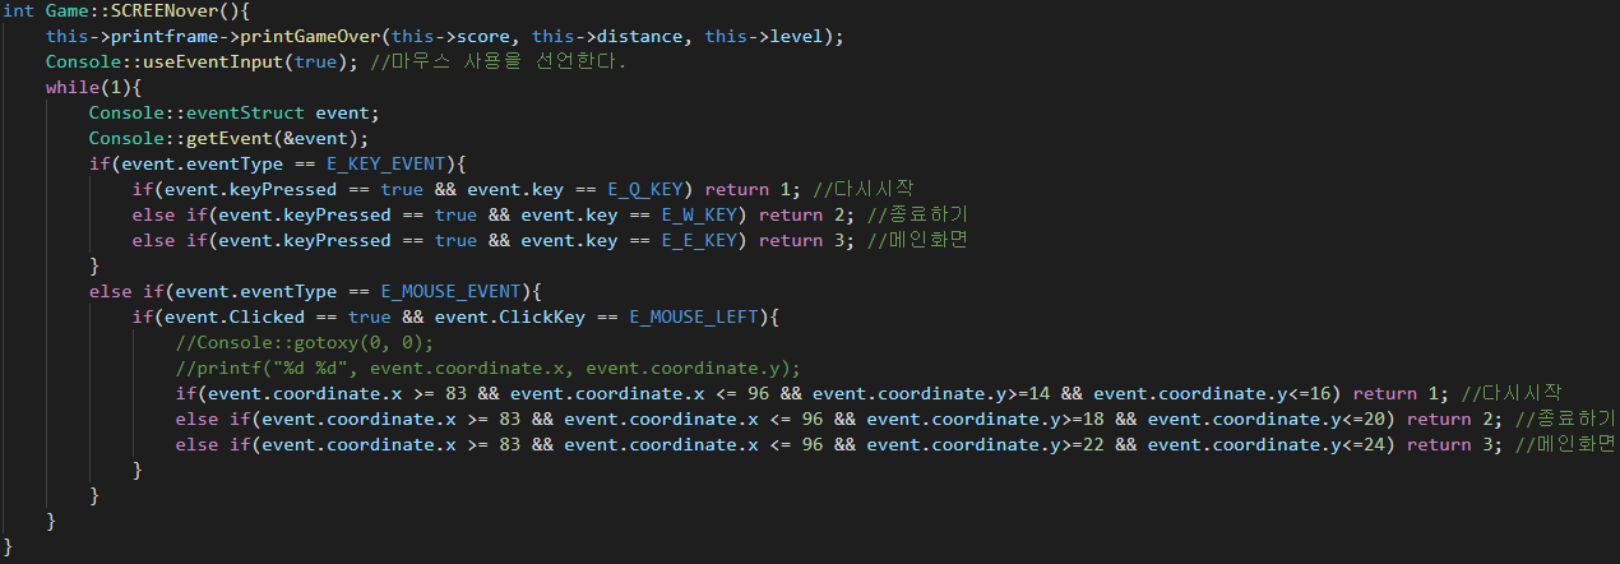 int Game::SCREENover(){
    this->printframe->printGameOver(this->score, this->distance, this->level);
    Console::useEventInput(true); //마우스 사용을 선언한다.
    while(1){
        Console::eventStruct event;
        Console::getEvent(&event);
        if(event.eventType == E_KEY_EVENT){
            if(event.keyPressed == true && event.key == E_Q_KEY) return 1; //다시시작
            else if(event.keyPressed == true && event.key == E_W_KEY) return 2; //종료하기
            else if(event.keyPressed == true && event.key == E_E_KEY) return 3; //메인화면
        }
        else if(event.eventType == E_MOUSE_EVENT){
            if(event.Clicked == true && event.ClickKey == E_MOUSE_LEFT){
                //Console::gotoxy(0, 0);
                //printf("%d %d", event.coordinate.x, event.coordinate.y);
                if(event.coordinate.x >= 83 && event.coordinate.x <= 96 && event.coordinate.y>=14 && event.coordinate.y<=16) return 1; //다시시작
                else if(event.coordinate.x >= 83 && event.coordinate.x <= 96 && event.coordinate.y>=18 && event.coordinate.y<=20) return 2; //종료하기
                else if(event.coordinate.x >= 83 && event.coordinate.x <= 96 && event.coordinate.y>=22 && event.coordinate.y<=24) return 3; //메인화면
            }
        }
    }
}